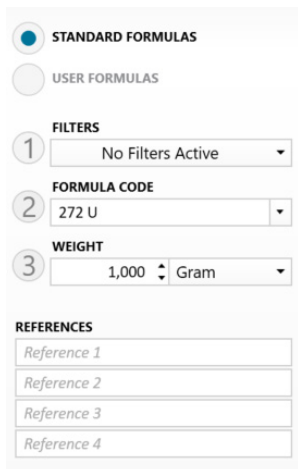 STANDARD FORMULAS
USER FORMULAS
FILTERS
1 No Filters Active
FORMULA CODE
2 272 U
WEIGHT
3 1,000 Gram
REFERENCES
Reference 1
Reference 2
Reference 3
Reference 4